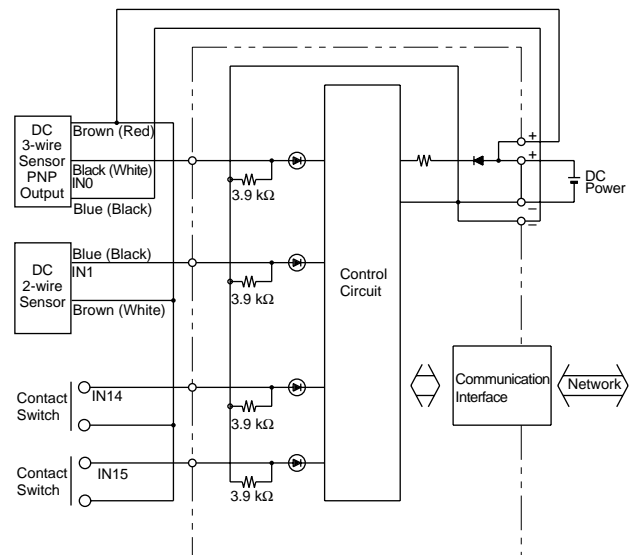 DC
3-wire
Sensor
PNP
Output
Brown (Red)
Black (White)
IN0
Blue (Black)
3.9 kΩ
+
+
DC
Power
–
–
DC
2-wire
Sensor
Blue (Black)
IN1
Brown (White)
3.9 kΩ
Control
Circuit
Communication
Interface
Network
Contact
Switch
IN14
3.9 kΩ
Contact
Switch
IN15
3.9 kΩ